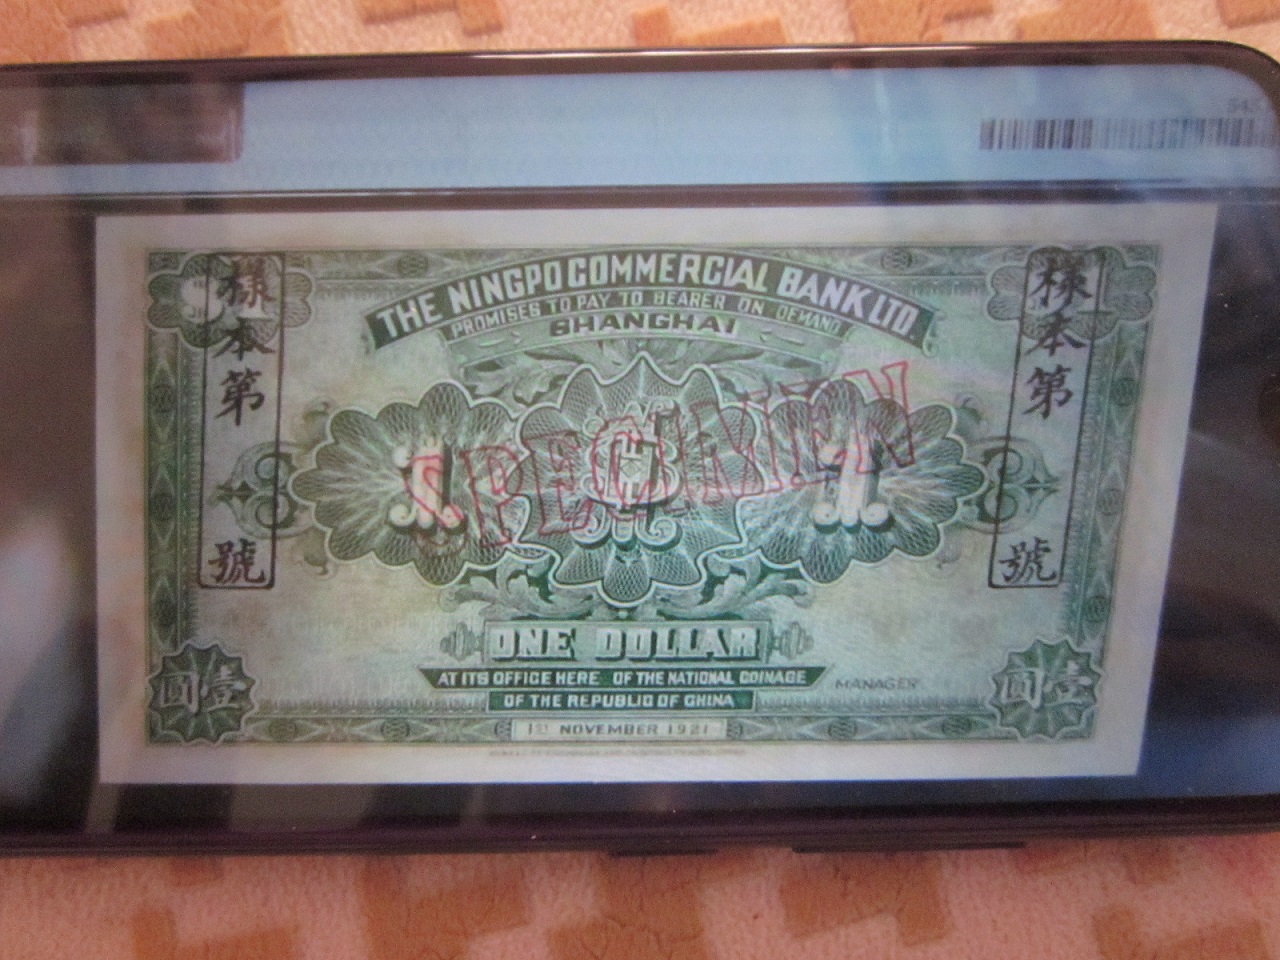 THE NINGPO COMMERCIAL BANK LTD.
PROMISES TO PAY TO BEARER ON DEMAND
SHANGHAI
樣本第 號
樣本第 號
SPECIMEN
1 1
ONE DOLLAR
AT ITS OFFICE HERE OF THE NATIONAL COINAGE
OF THE REPUBLIC OF CHINA
MANAGER
圓壹
圓壹
1ST NOVEMBER 1921